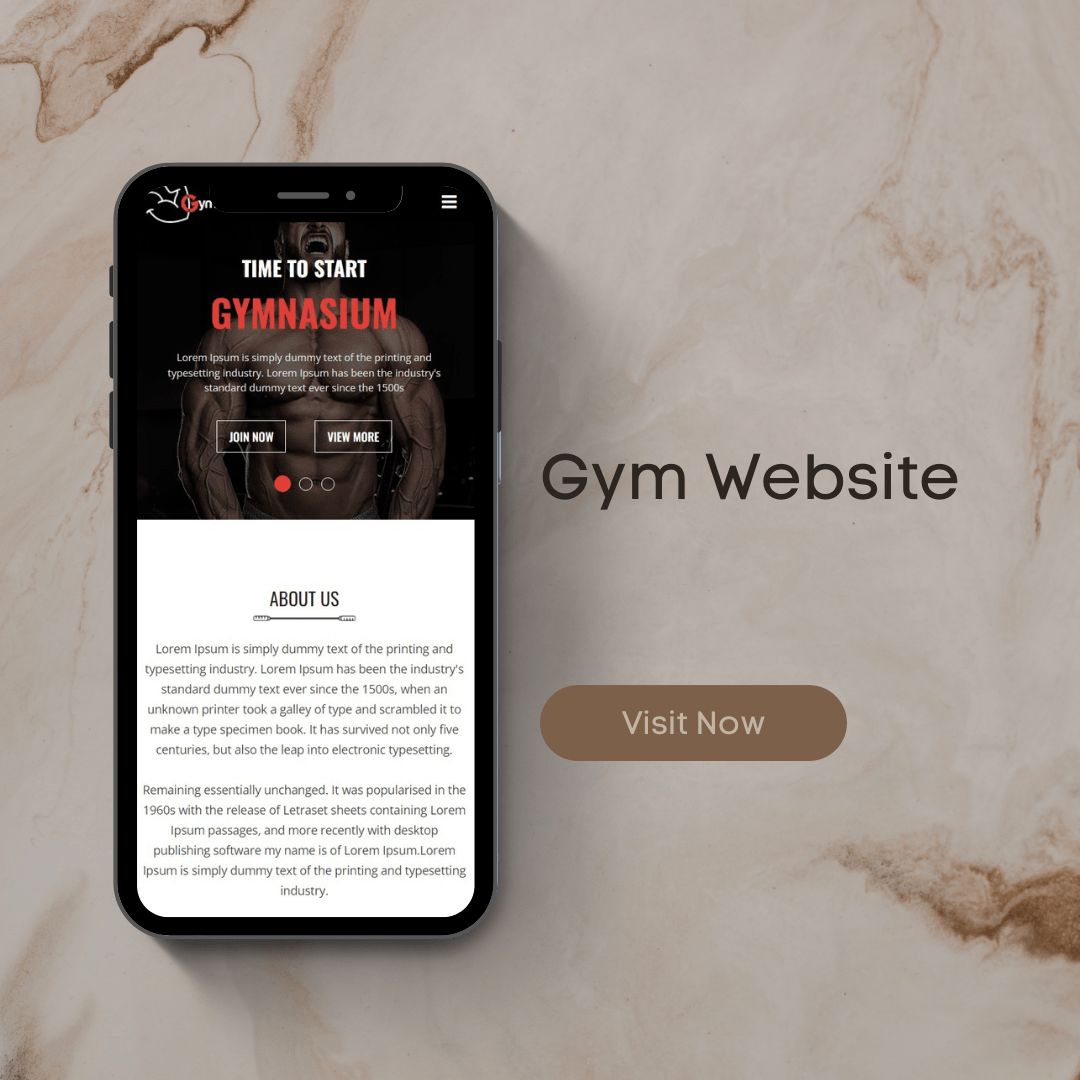 Gyn
TIME TO START
GYMNASIUM
Lorem Ipsum is simply dummy text of the printing and
typesetting industry. Lorem Ipsum has been the industry's
standard dummy text ever since the 1500s
JOIN NOW VIEW MORE
ABOUT US
Lorem Ipsum is simply dummy text of the printing and
typesetting industry. Lorem Ipsum has been the industry's
standard dummy text ever since the 1500s, when an
unknown printer took a galley of type and scrambled it to
make a type specimen book. It has survived not only five
centuries, but also the leap into electronic typesetting.
Remaining essentially unchanged. It was popularised in the
1960s with the release of Letraset sheets containing Lorem
Ipsum passages, and more recently with desktop
publishing software my name is of Lorem Ipsum.Lorem
Ipsum is simply dummy text of the printing and typesetting
industry.
Gym Website
Visit Now